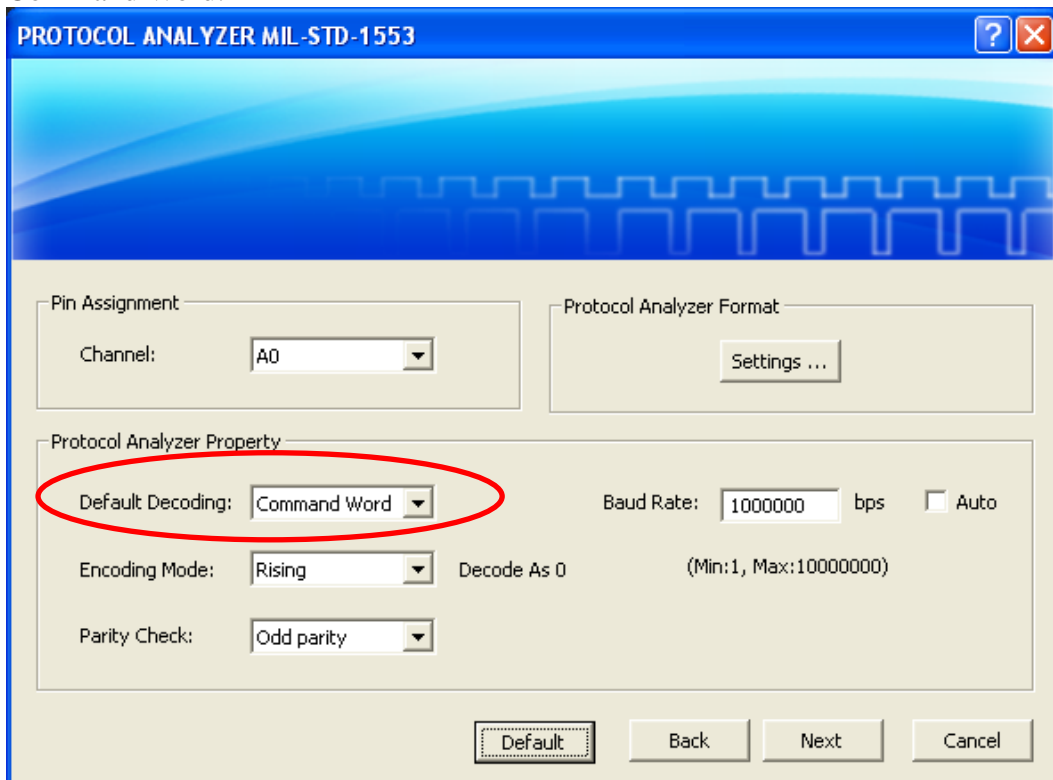 PROTOCOL ANALYZER MIL-STD-1553
Pin Assignment
Channel: A0
Protocol Analyzer Format
Settings ...
Protocol Analyzer Property
Default Decoding: Command Word Baud Rate: 1000000 bps Auto
Encoding Mode: Rising Decode As 0 (Min:1, Max:10000000)
Parity Check: Odd parity
Default Back Next Cancel